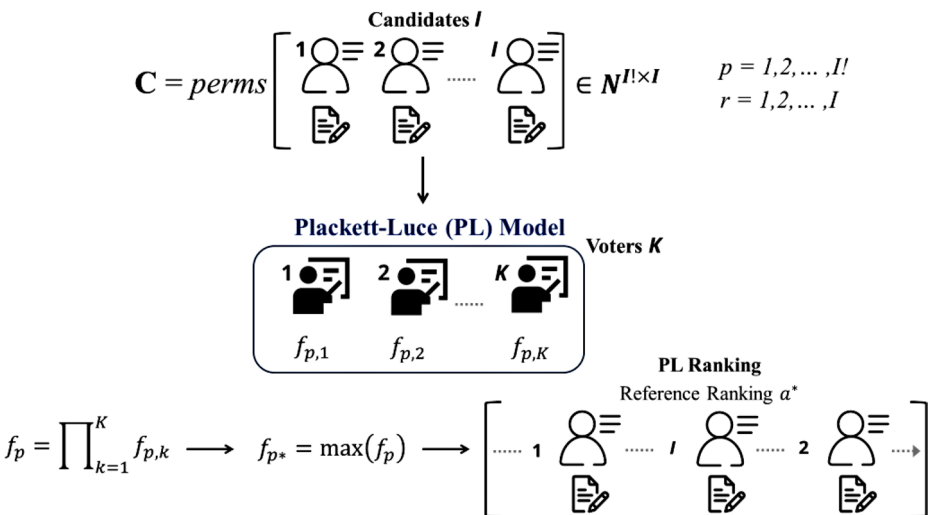 Candidates I
C = perms [ 1 2 ...... I ] ∈ N^{I!×I}
p = 1,2,... ,I!
r = 1,2,... ,I
Plackett-Luce (PL) Model
Voters K
1 2 ...... K
f_{p,1} f_{p,2} f_{p,K}
PL Ranking
Reference Ranking a*
f_p = ∏_{k=1}^{K} f_{p,k} → f_{p*} = max(f_p) → [ ...... 1 ...... I ...... 2 ...... ]